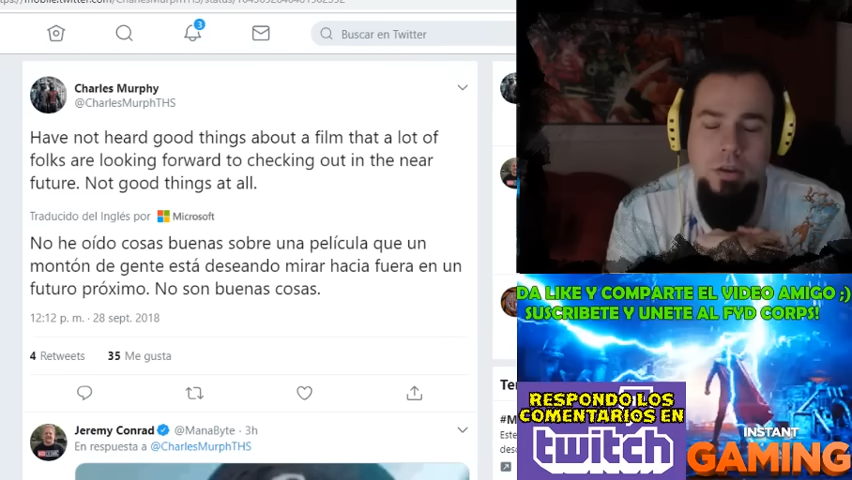 Buscar en Twitter
3
Charles Murphy
@CharlesMurphTHS
Have not heard good things about a film that a lot of
folks are looking forward to checking out in the near
future. Not good things at all.
Traducido del Inglés por Microsoft
No he oído cosas buenas sobre una película que un
montón de gente está deseando mirar hacia fuera en un
futuro próximo. No son buenas cosas.
12:12 p. m. · 28 sept. 2018
4 Retweets 35 Me gusta
Jeremy Conrad @ManaByte · 3h
En respuesta a @CharlesMurphTHS
DA LIKE Y COMPARTE EL VIDEO AMIGO ;)
SUSCRIBETE Y UNETE AL FYD CORPS!
RESPONDO LOS
COMENTARIOS EN
twitch
INSTANT
GAMING